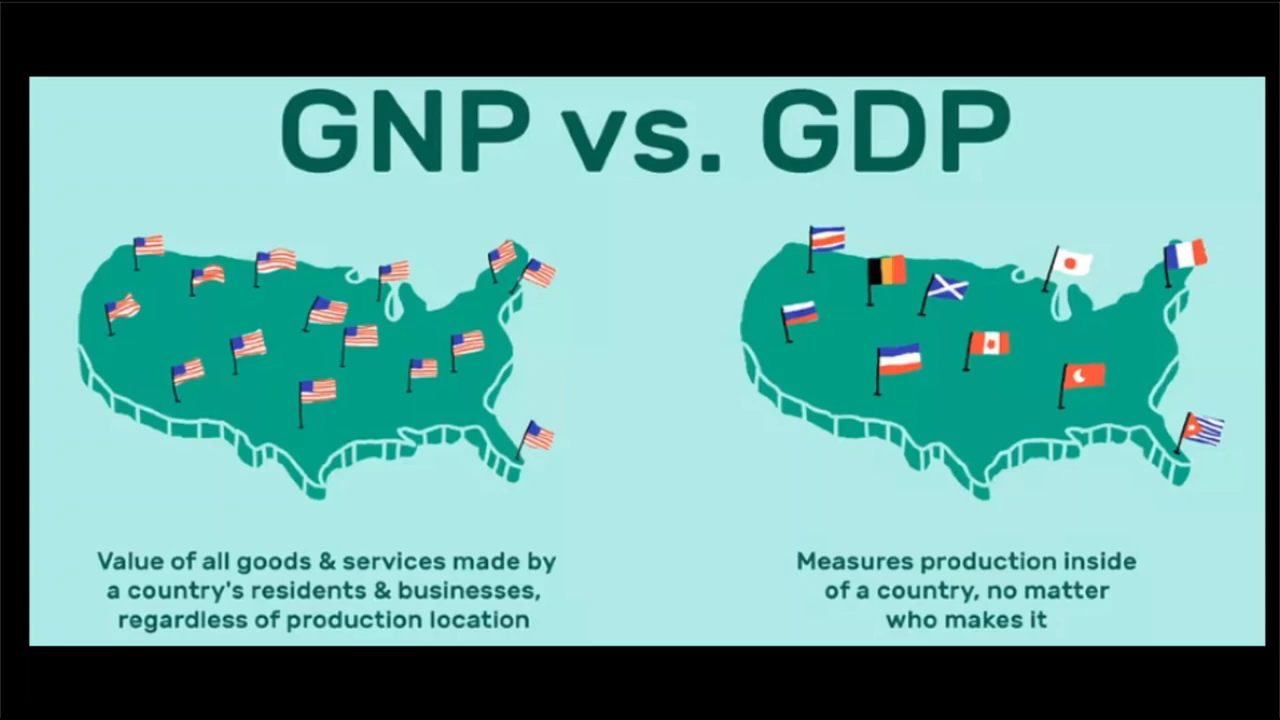 GNP vs. GDP
Value of all goods & services made by
a country's residents & businesses,
regardless of production location
Measures production inside
of a country, no matter
who makes it